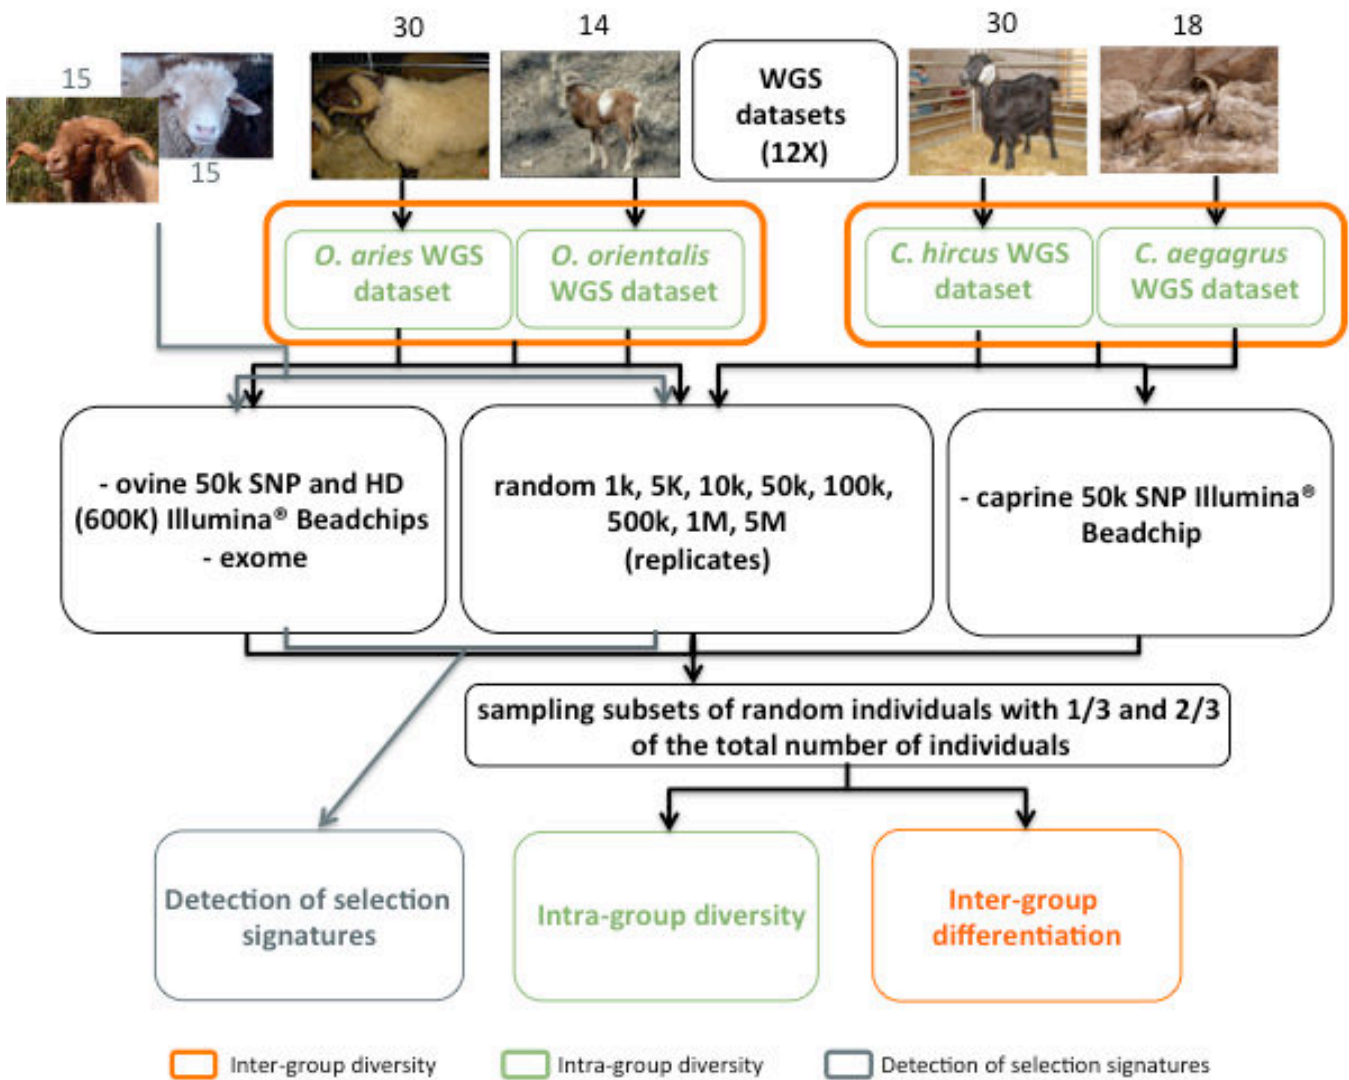 30
14
30
18
15
15
WGS
datasets
(12X)
O. aries WGS
dataset
O. orientalis
WGS dataset
C. hircus WGS
dataset
C. aegagrus
WGS dataset
- ovine 50k SNP and HD
(600K) Illumina® Beadchips
- exome
random 1k, 5K, 10k, 50k, 100k,
500k, 1M, 5M
(replicates)
- caprine 50k SNP Illumina®
Beadchip
sampling subsets of random individuals with 1/3 and 2/3
of the total number of individuals
Detection of selection
signatures
Intra-group diversity
Inter-group
differentiation
Inter-group diversity
Intra-group diversity
Detection of selection signatures